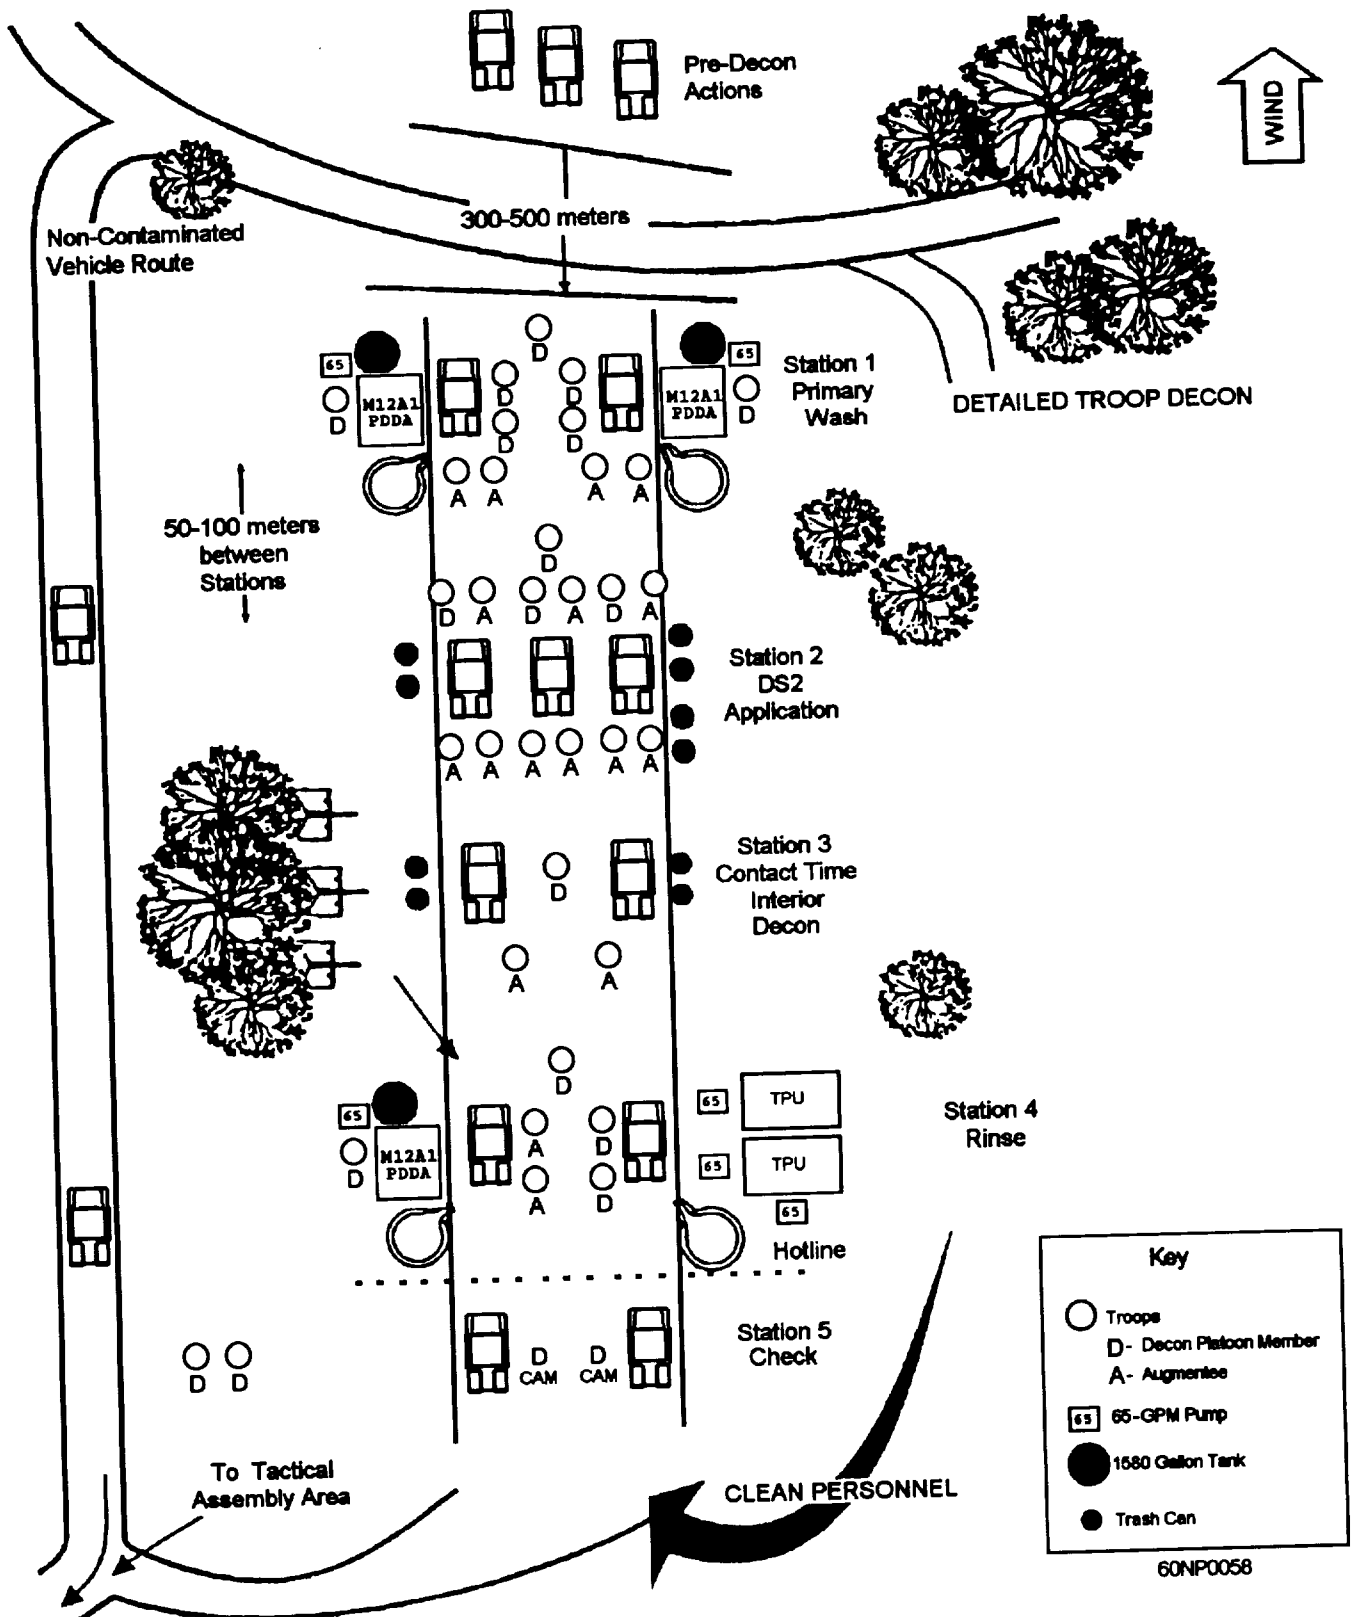 Pre-Decon
Actions
WIND
300-500 meters
Non-Contaminated
Vehicle Route
DETAILED TROOP DECON
D
65
65
Station 1
Primary
Wash
M12A1
PDDA
D
D
D
D
D
M12A1
PDDA
D
D
A
A
A
A
50-100 meters
between
Stations
D
D
A
D
A
D
A
Station 2
DS2
Application
A
A
A
A
A
A
Station 3
Contact Time
Interior
Decon
D
A
A
D
65
65
TPU
Station 4
Rinse
M12A1
PDDA
D
A
D
A
D
65
TPU
65
Hotline
Station 5
Check
D
CAM
D
CAM
D
D
To Tactical
Assembly Area
CLEAN PERSONNEL
Key
Troops
D- Decon Platoon Member
A- Augmentee
65 65-GPM Pump
1580 Gallon Tank
Trash Can
60NP0058